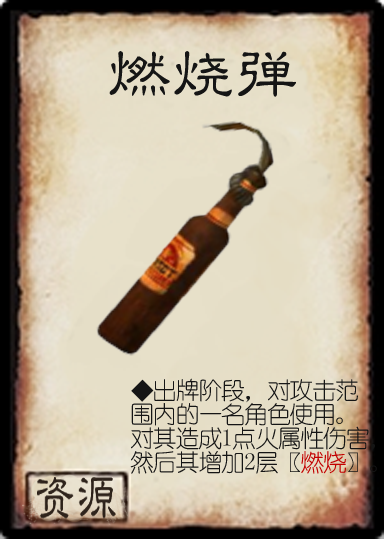 燃烧弹
◆出牌阶段，对攻击范
围内的一名角色使用。
对其造成1点火属性伤害
然后其增加2层〖燃烧〗
资源